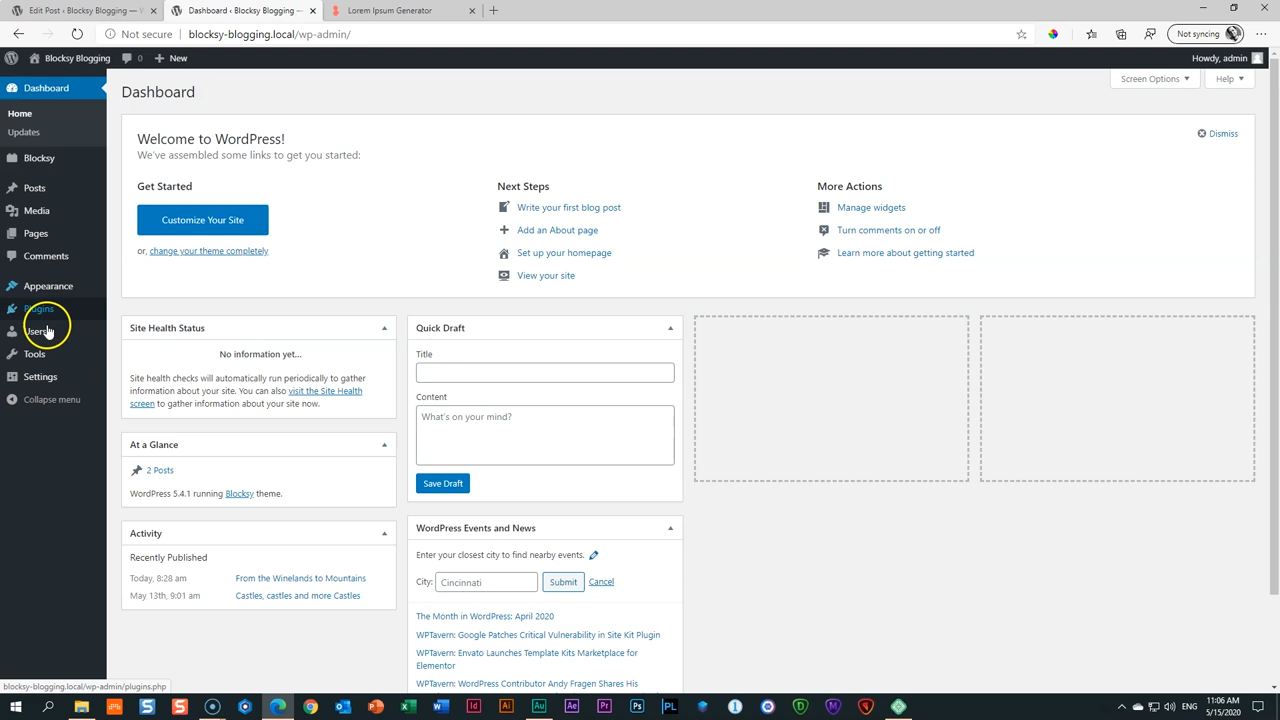 Edit Post ‹ Blocksy Blogging — W
Dashboard ‹ Blocksy Blogging —
Lorem Ipsum Generator
Not secure
blocksy-blogging.local/wp-admin/
Not syncing
Blocksy Blogging
0
New
Howdy, admin
Dashboard
Home
Updates
Blocksy
Posts
Media
Pages
Comments
Appearance
Plugins
Users
Tools
Settings
Collapse menu
Screen Options
Help
Dashboard
Welcome to WordPress!
We've assembled some links to get you started:
Dismiss
Get Started
Customize Your Site
or, change your theme completely
Next Steps
Write your first blog post
Add an About page
Set up your homepage
View your site
More Actions
Manage widgets
Turn comments on or off
Learn more about getting started
Site Health Status
No information yet...
Site health checks will automatically run periodically to gather
information about your site. You can also visit the Site Health
screen to gather information about your site now.
At a Glance
2 Posts
WordPress 5.4.1 running Blocksy theme.
Activity
Recently Published
Today, 8:28 am From the Winelands to Mountains
May 13th, 9:01 am Castles, castles and more Castles
Quick Draft
Title
Content
What's on your mind?
Save Draft
WordPress Events and News
Enter your closest city to find nearby events.
City: Cincinnati Submit Cancel
The Month in WordPress: April 2020
WPTavern: Google Patches Critical Vulnerability in Site Kit Plugin
WPTavern: Envato Launches Template Kits Marketplace for
Elementor
WPTavern: WordPress Contributor Andy Fragen Shares His
blocksy-blogging.local/wp-admin/plugins.php
ENG
11:06 AM
5/15/2020